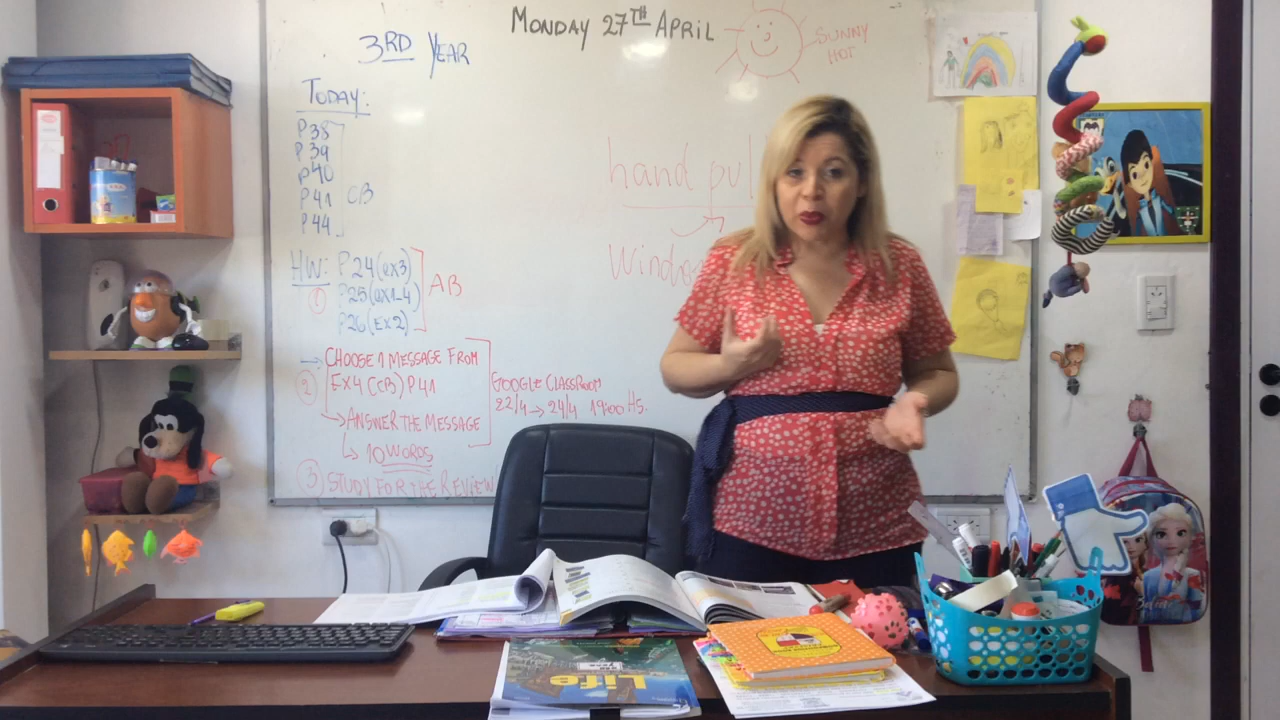 MONDAY 27TH APRIL
SUNNY
HOT
3RD YEAR
TODAY:
P38
P39
P40
P41
P44
CB
HW:
1
P24 (ex3)
P25 (ex1-4)
P26 (EX2)
AB
2
CHOOSE 1 MESSAGE FROM
EX4 (CB) P41
ANSWER THE MESSAGE
10 WORDS
GOOGLE CLASSROOM
22/4 → 24/4 19:00 HS.
3 STUDY FOR THE REVIEW
hand pul
Windo
Life